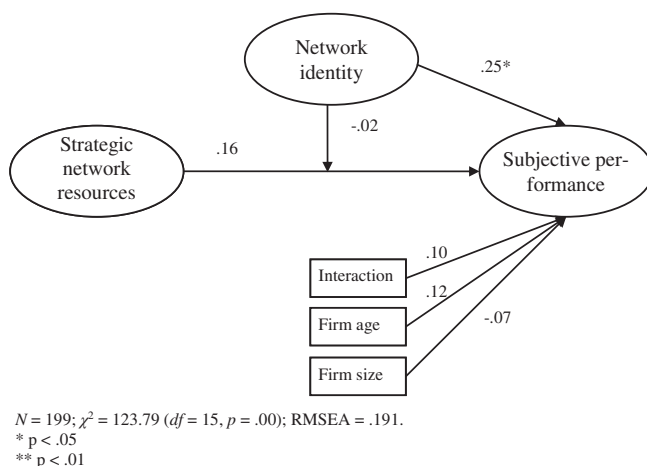 Network
identity
.25*
-.02
Strategic
network
resources
.16
Subjective per-
formance
Interaction
.10
Firm age
.12
Firm size
-.07
N = 199; χ² = 123.79 (df = 15, p = .00); RMSEA = .191.
* p < .05
** p < .01